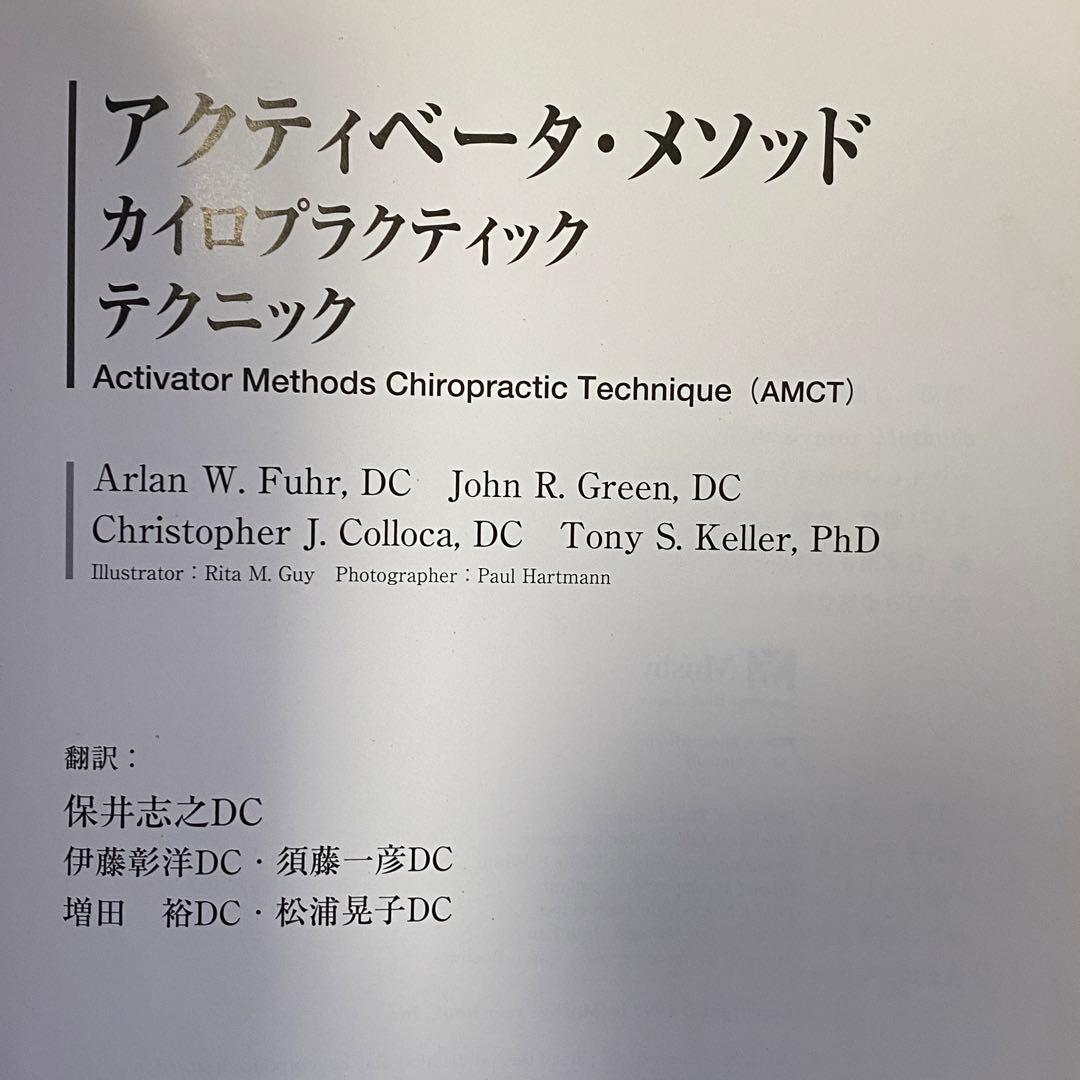 アクティベータ・メソッド
カイロプラクティック
テクニック
Activator Methods Chiropractic Technique（AMCT）
Arlan W. Fuhr, DC　John R. Green, DC
Christopher J. Colloca, DC　Tony S. Keller, PhD
Illustrator：Rita M. Guy　Photographer：Paul Hartmann
翻訳：
保井志之DC
伊藤彰洋DC・須藤一彦DC
増田　裕DC・松浦晃子DC